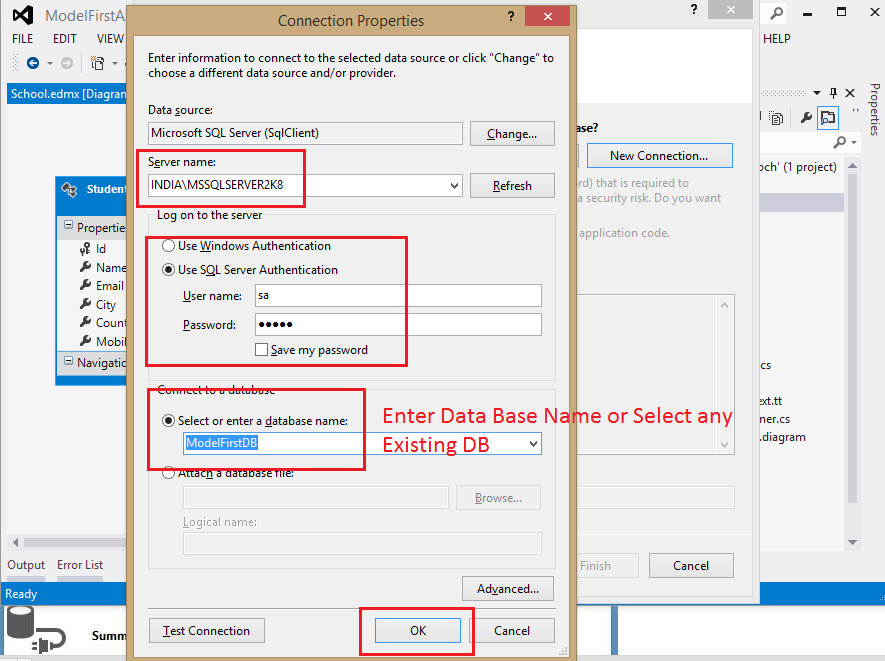 ModelFirstA
FILE EDIT VIEW
HELP
School.edmx [Diagran
Student
Propertie
Id
Name
Email
City
Count
Mobil
Navigatic
Output Error List
Ready
Summ
Connection Properties
?
Enter information to connect to the selected data source or click "Change" to
choose a different data source and/or provider.
Data source:
Microsoft SQL Server (SqlClient)
Change...
Server name:
INDIA\MSSQLSERVER2K8
Refresh
Log on to the server
Use Windows Authentication
Use SQL Server Authentication
User name: sa
Password: •••••
Save my password
Connect to a database
Select or enter a database name:
ModelFirstDB
Enter Data Base Name or Select any
Existing DB
Attach a database file:
Browse...
Logical name:
Advanced...
Test Connection OK Cancel
?
ase?
New Connection...
rd) that is required to
a security risk. Do you want
application code.
Finish Cancel
Properties
och' (1 project)
cs
ext.tt
ner.cs
.diagram